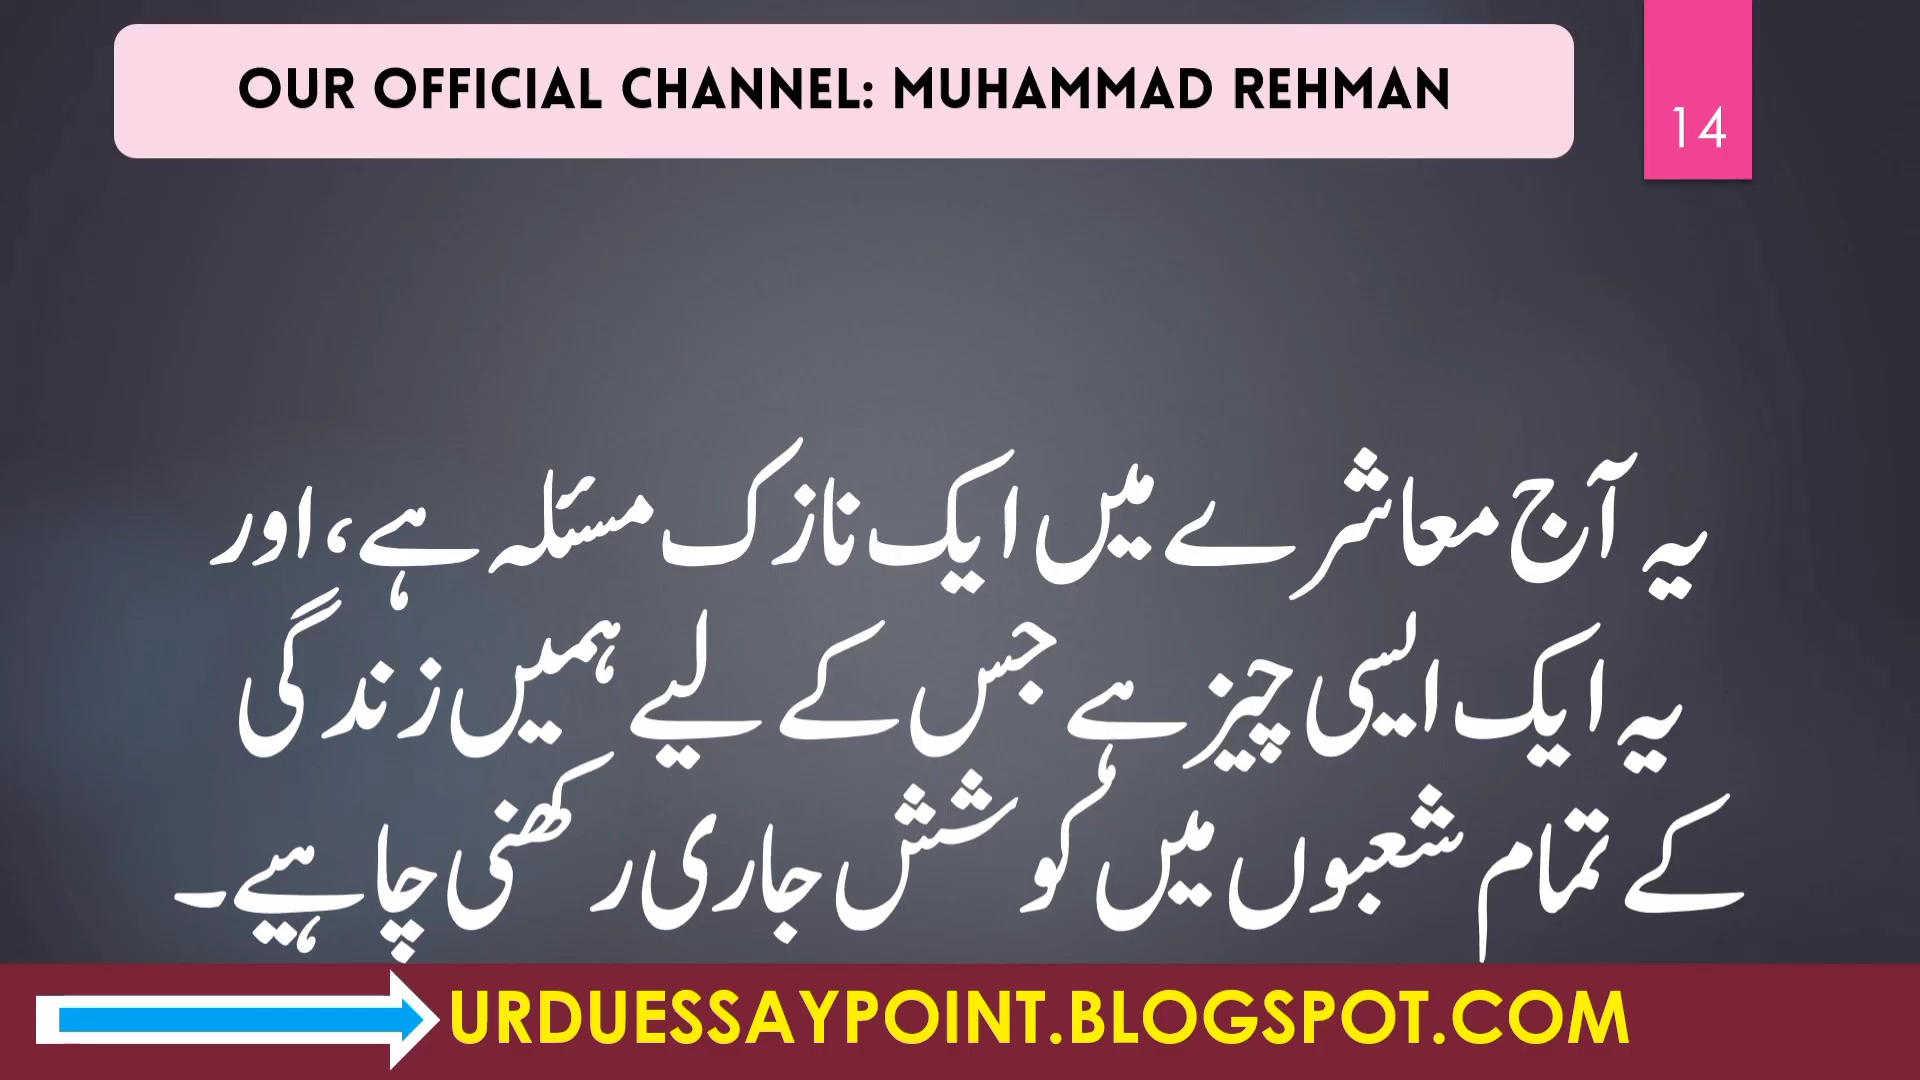 OUR OFFICIAL CHANNEL: MUHAMMAD REHMAN
14
یہ آج معاشرے میں ایک نازک مسئلہ ہے، اور
یہ ایک ایسی چیز ہے جس کے لیے ہمیں زندگی
کے تمام شعبوں میں کوشش جاری رکھنی چاہیے۔
URDUESSAYPOINT.BLOGSPOT.COM